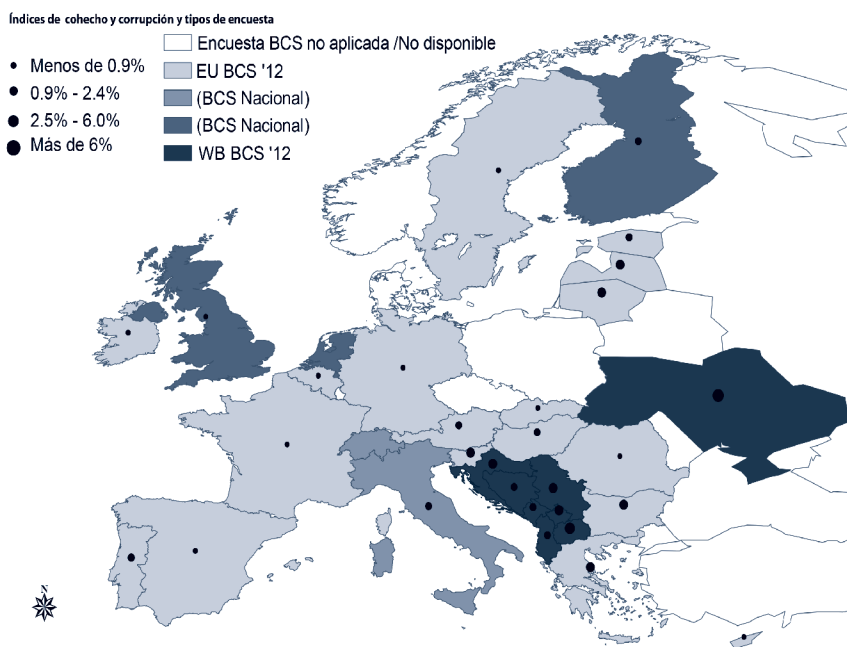 Índices de cohecho y corrupción y tipos de encuesta
Menos de 0.9%
0.9% - 2.4%
2.5% - 6.0%
Más de 6%
Encuesta BCS no aplicada /No disponible
EU BCS '12
(BCS Nacional)
(BCS Nacional)
WB BCS '12
N